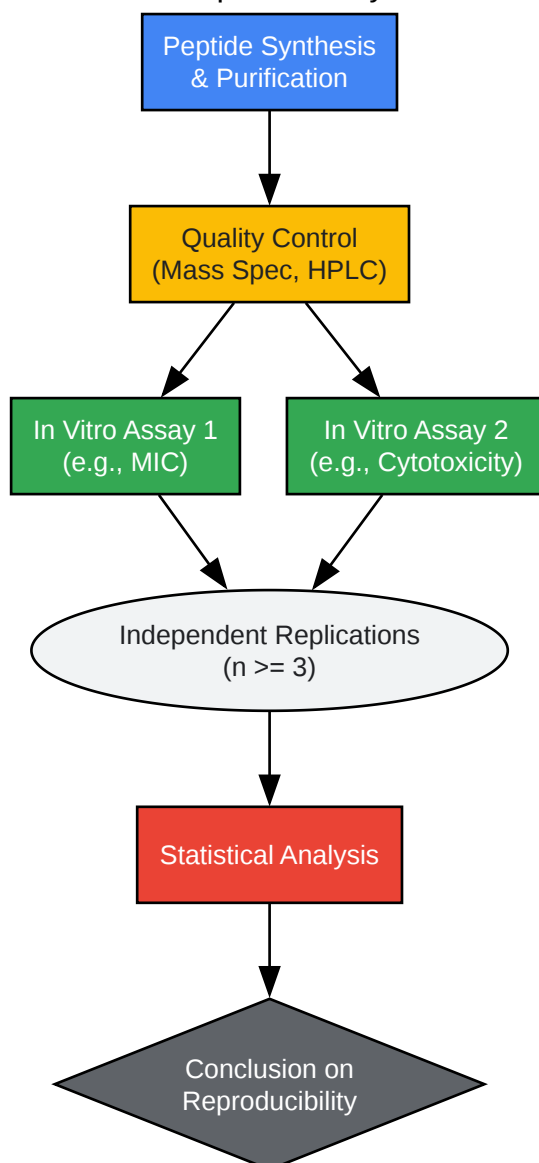 Peptide Synthesis
& Purification
Quality Control
(Mass Spec, HPLC)
In Vitro Assay 1
(e.g., MIC)
In Vitro Assay 2
(e.g., Cytotoxicity)
Independent Replications
(n >= 3)
Statistical Analysis
Conclusion on
Reproducibility